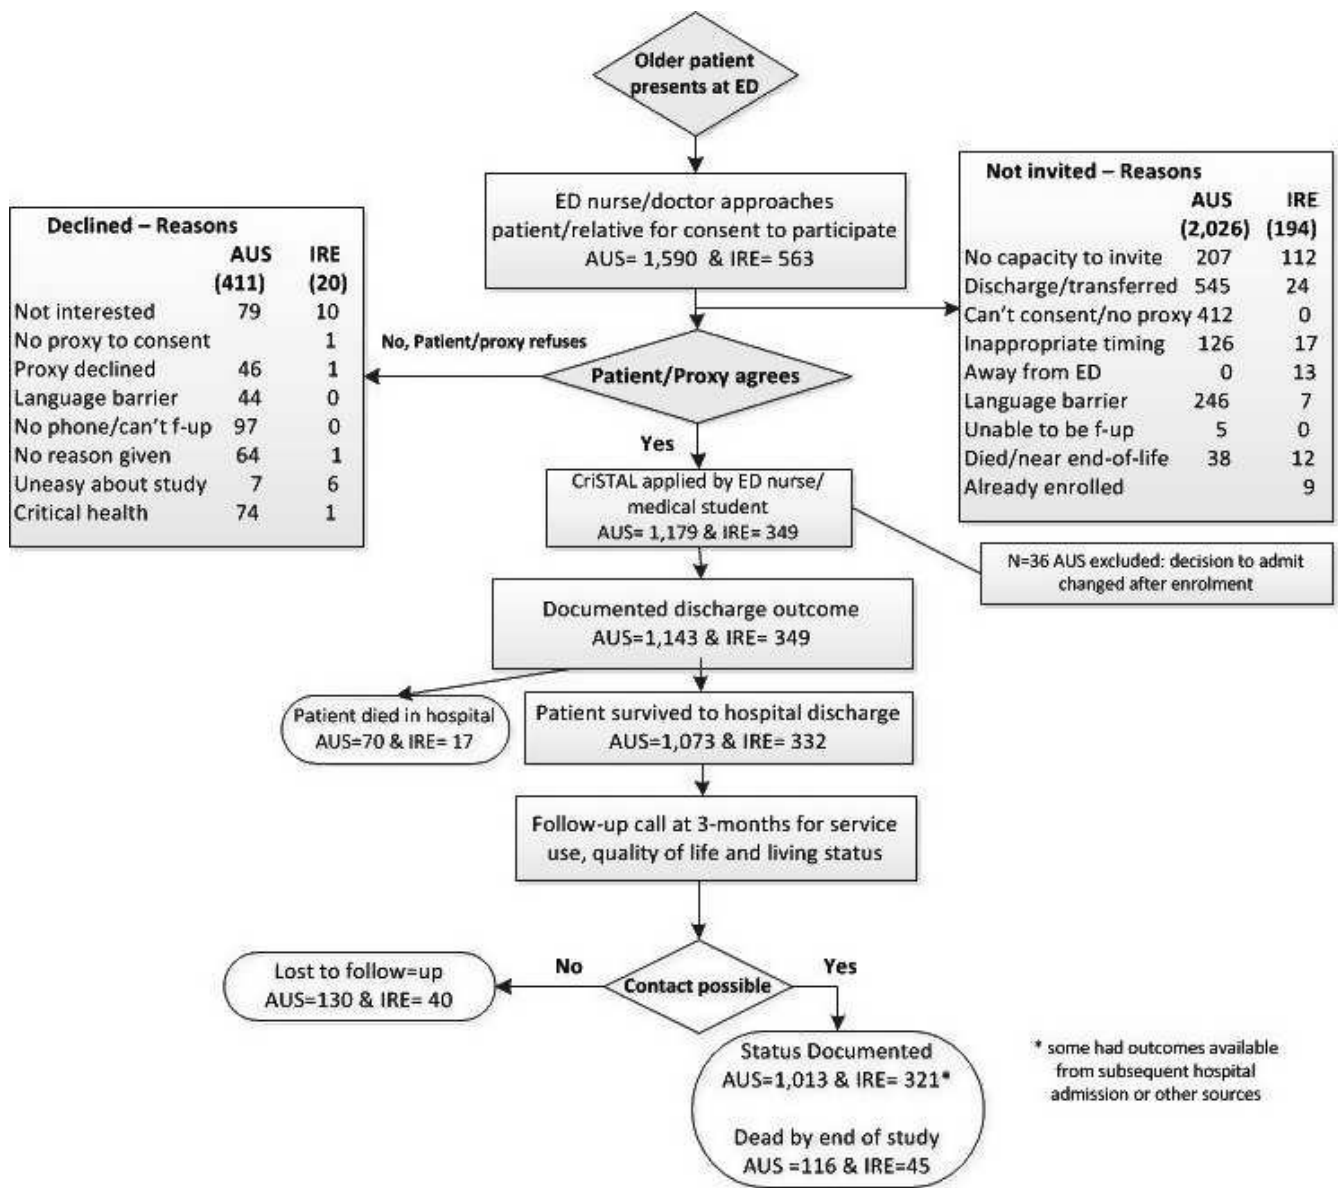 Older patient
presents at ED
ED nurse/doctor approaches
patient/relative for consent to participate
AUS= 1,590 & IRE= 563
Not invited – Reasons
AUS IRE
(2,026) (194)
No capacity to invite 207 112
Discharge/transferred 545 24
Can't consent/no proxy 412 0
Inappropriate timing 126 17
Away from ED 0 13
Language barrier 246 7
Unable to be f-up 5 0
Died/near end-of-life 38 12
Already enrolled 9
Declined – Reasons
AUS IRE
(411) (20)
Not interested 79 10
No proxy to consent 1
Proxy declined 46 1
Language barrier 44 0
No phone/can't f-up 97 0
No reason given 64 1
Uneasy about study 7 6
Critical health 74 1
No, Patient/proxy refuses
Patient/Proxy agrees
Yes
CriSTAL applied by ED nurse/
medical student
AUS= 1,179 & IRE= 349
N=36 AUS excluded: decision to admit
changed after enrolment
Documented discharge outcome
AUS=1,143 & IRE= 349
Patient died in hospital
AUS=70 & IRE= 17
Patient survived to hospital discharge
AUS=1,073 & IRE= 332
Follow-up call at 3-months for service
use, quality of life and living status
No
Contact possible
Yes
Lost to follow=up
AUS=130 & IRE= 40
Status Documented
AUS=1,013 & IRE= 321*
Dead by end of study
AUS =116 & IRE=45
* some had outcomes available
from subsequent hospital
admission or other sources